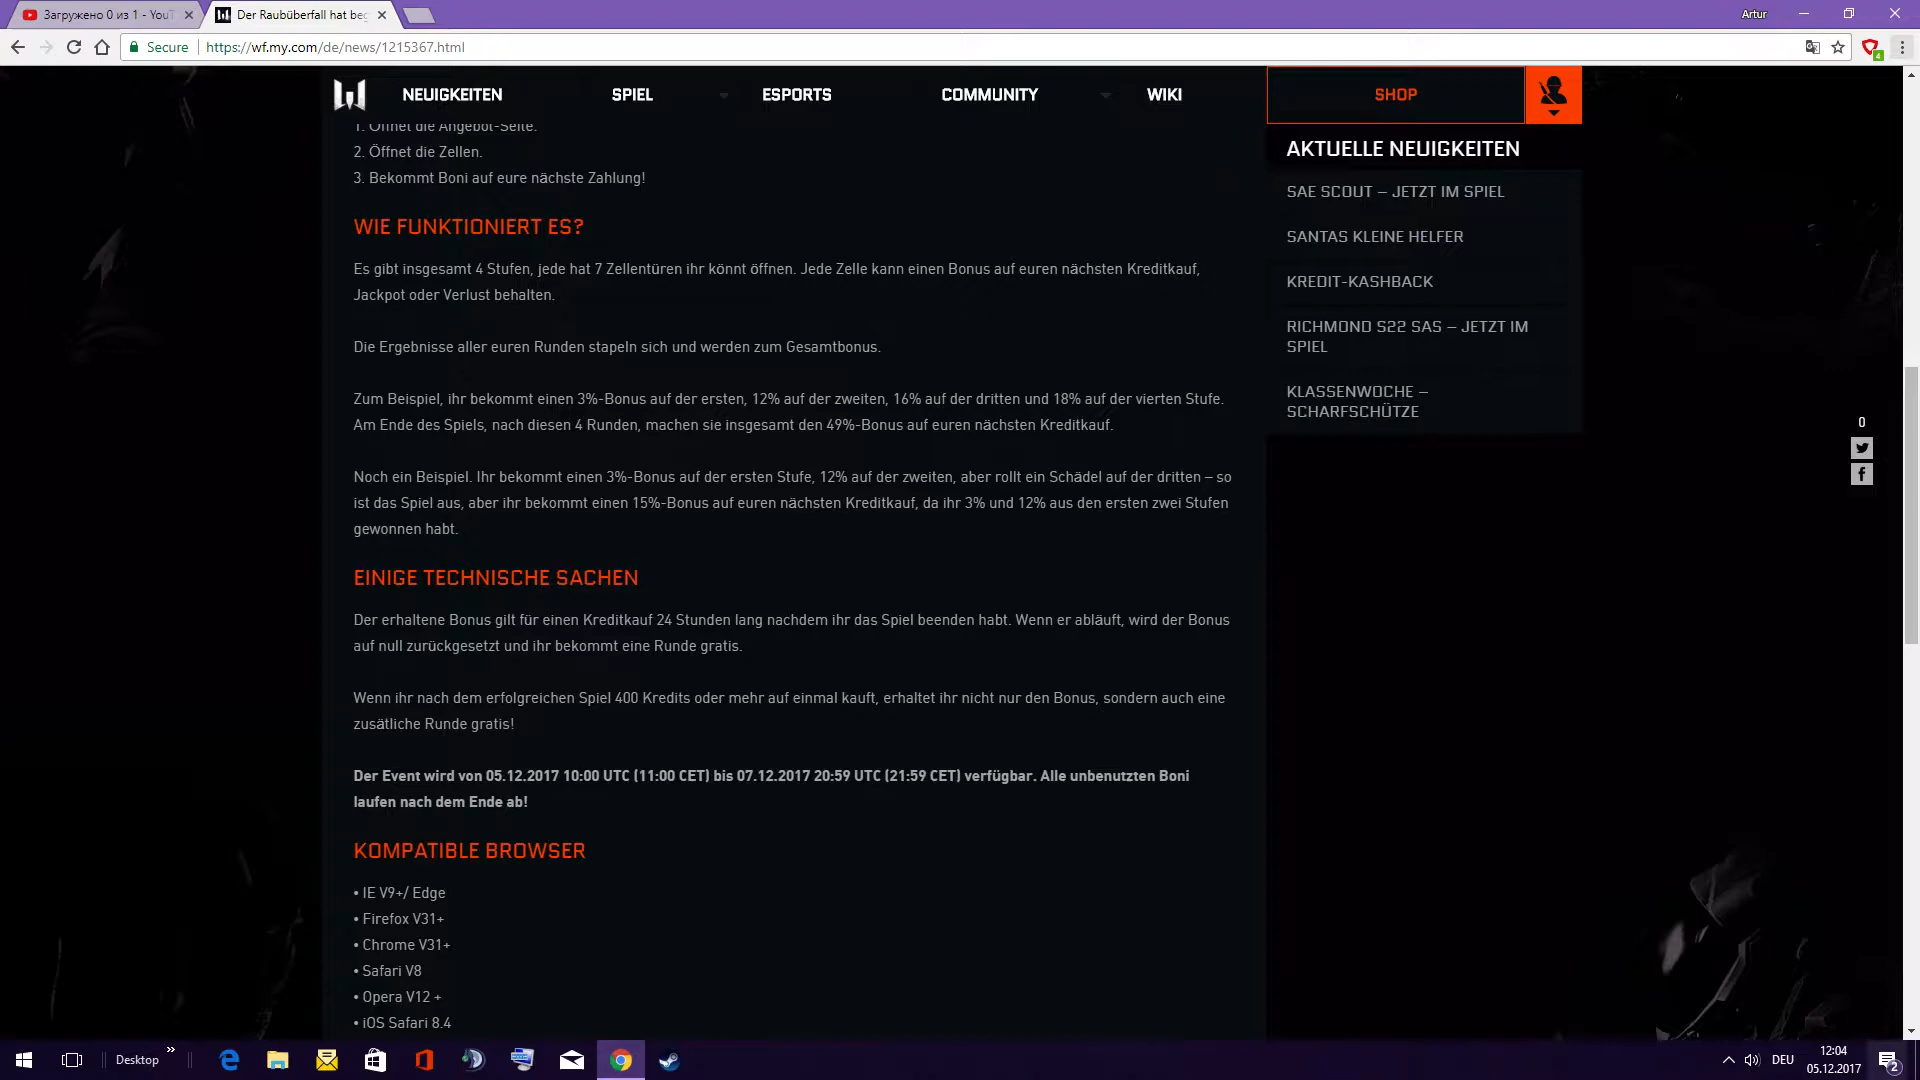 Загружено 0 из 1 - YouT
Der Raubüberfall hat beg
Artur
Secure
https://wf.my.com/de/news/1215367.html
4
NEUIGKEITEN
SPIEL
ESPORTS
COMMUNITY
WIKI
SHOP
1. Öffnet die Angebot-Seite.
2. Öffnet die Zellen.
3. Bekommt Boni auf eure nächste Zahlung!
WIE FUNKTIONIERT ES?
Es gibt insgesamt 4 Stufen, jede hat 7 Zellentüren ihr könnt öffnen. Jede Zelle kann einen Bonus auf euren nächsten Kreditkauf,
Jackpot oder Verlust behalten.
Die Ergebnisse aller euren Runden stapeln sich und werden zum Gesamtbonus.
Zum Beispiel, ihr bekommt einen 3%-Bonus auf der ersten, 12% auf der zweiten, 16% auf der dritten und 18% auf der vierten Stufe.
Am Ende des Spiels, nach diesen 4 Runden, machen sie insgesamt den 49%-Bonus auf euren nächsten Kreditkauf.
Noch ein Beispiel. Ihr bekommt einen 3%-Bonus auf der ersten Stufe, 12% auf der zweiten, aber rollt ein Schädel auf der dritten – so
ist das Spiel aus, aber ihr bekommt einen 15%-Bonus auf euren nächsten Kreditkauf, da ihr 3% und 12% aus den ersten zwei Stufen
gewonnen habt.
EINIGE TECHNISCHE SACHEN
Der erhaltene Bonus gilt für einen Kreditkauf 24 Stunden lang nachdem ihr das Spiel beenden habt. Wenn er abläuft, wird der Bonus
auf null zurückgesetzt und ihr bekommt eine Runde gratis.
Wenn ihr nach dem erfolgreichen Spiel 400 Kredits oder mehr auf einmal kauft, erhaltet ihr nicht nur den Bonus, sondern auch eine
zusätliche Runde gratis!
Der Event wird von 05.12.2017 10:00 UTC (11:00 CET) bis 07.12.2017 20:59 UTC (21:59 CET) verfügbar. Alle unbenutzten Boni
laufen nach dem Ende ab!
KOMPATIBLE BROWSER
• IE V9+/ Edge
• Firefox V31+
• Chrome V31+
• Safari V8
• Opera V12 +
• iOS Safari 8.4
AKTUELLE NEUIGKEITEN
SAE SCOUT – JETZT IM SPIEL
SANTAS KLEINE HELFER
KREDIT-KASHBACK
RICHMOND S22 SAS – JETZT IM
SPIEL
KLASSENWOCHE –
SCHARFSCHÜTZE
0
Desktop
DEU
12:04
05.12.2017
2